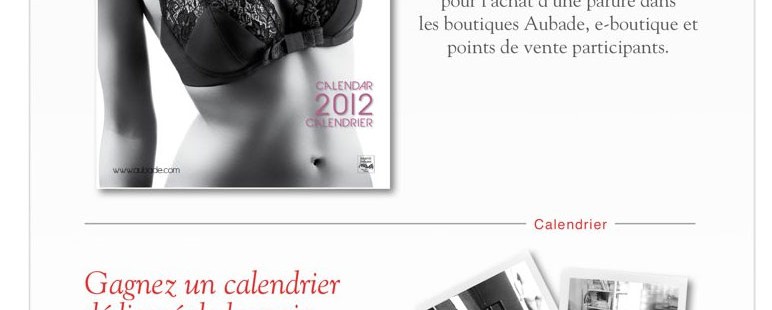 pour l'achat d'une parure dans
les boutiques Aubade, e-boutique et
points de vente participants.
CALENDAR
2012
CALENDRIER
www.aubade.com
Calendrier
Gagnez un calendrier